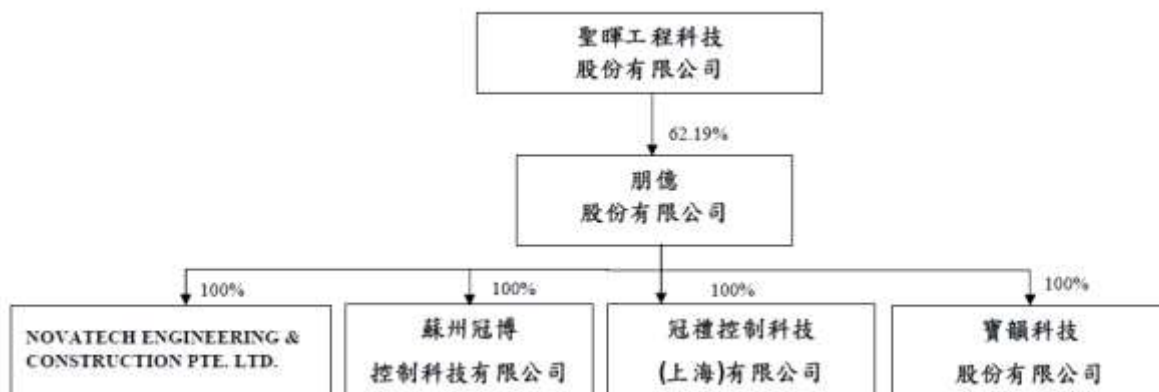 聖暉工程科技
股份有限公司
62.19%
朋億
股份有限公司
100%
100%
100%
100%
NOVATECH ENGINEERING &
CONSTRUCTION PTE. LTD.
蘇州冠博
控制科技有限公司
冠禮控制科技
(上海)有限公司
寶韻科技
股份有限公司